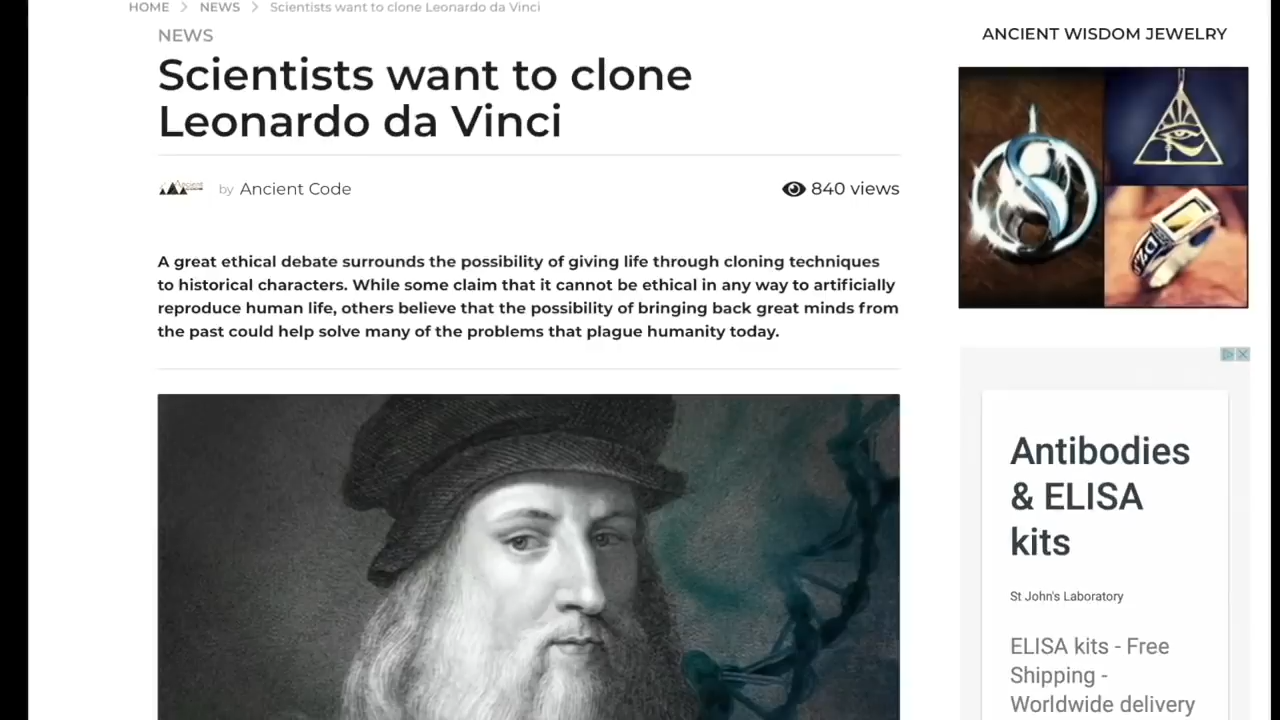 HOME > NEWS > Scientists want to clone Leonardo da Vinci
NEWS
Scientists want to clone
Leonardo da Vinci
by Ancient Code
840 views
A great ethical debate surrounds the possibility of giving life through cloning techniques
to historical characters. While some claim that it cannot be ethical in any way to artificially
reproduce human life, others believe that the possibility of bringing back great minds from
the past could help solve many of the problems that plague humanity today.
ANCIENT WISDOM JEWELRY
Antibodies
& ELISA
kits
St John's Laboratory
ELISA kits - Free
Shipping -
Worldwide delivery